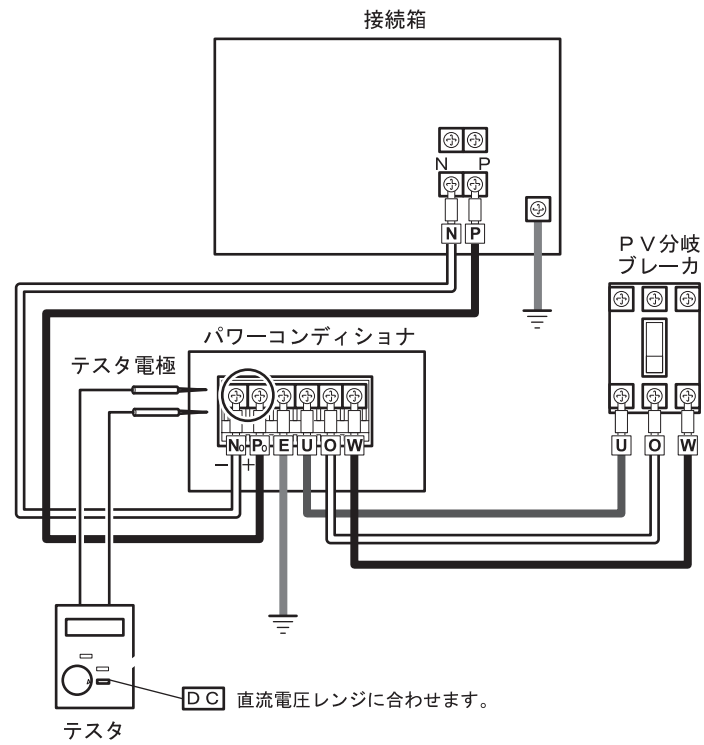 接続箱
N P
N P
PV分岐
ブレーカ
パワーコンディショナ
テスタ電極
N₀ P₀ E U O W
− +
U O W
A
DC 直流電圧レンジに合わせます。
テスタ